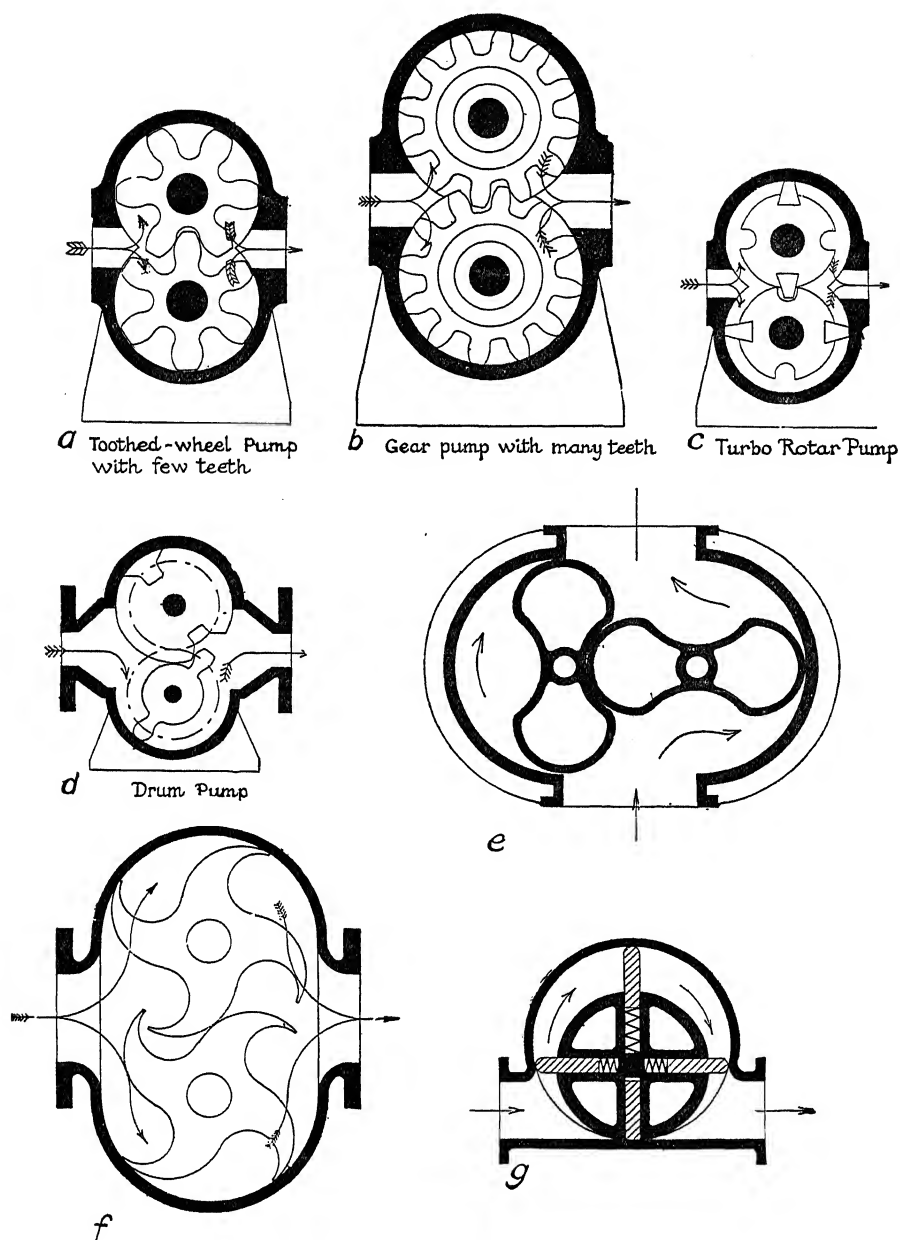 a Toothed-wheel Pump
with few teeth
b Gear pump with many teeth
c Turbo Rotar Pump
d Drum Pump
e
f
g